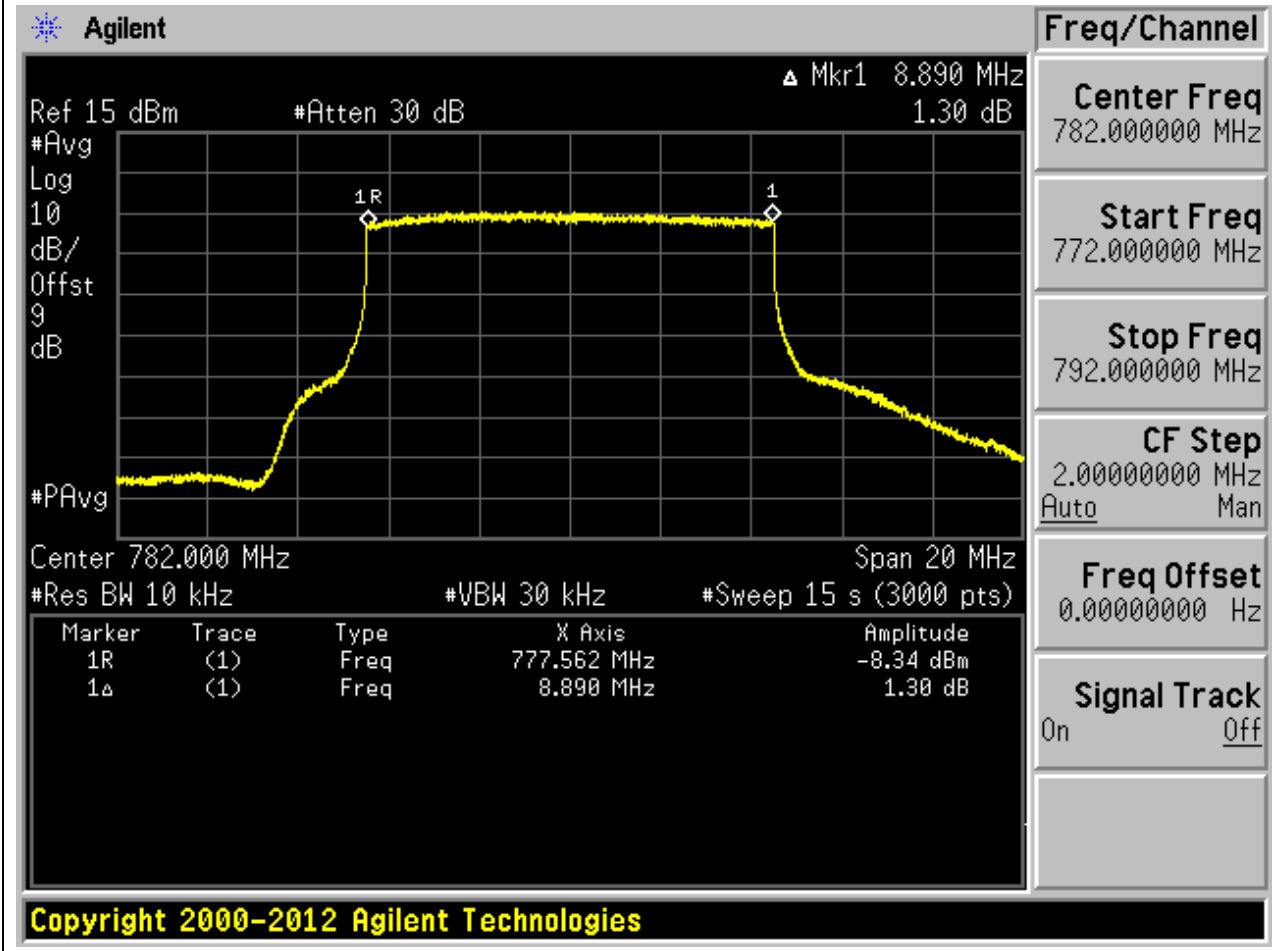 Agilent
Freq/Channel
Δ Mkr1 8.890 MHz
Ref 15 dBm #Atten 30 dB 1.30 dB
#Avg
Log
10
dB/
Offst
9
dB
#PAvg
1R
1
Center 782.000 MHz Span 20 MHz
#Res BW 10 kHz #VBW 30 kHz #Sweep 15 s (3000 pts)
Marker Trace Type X Axis Amplitude
1R (1) Freq 777.562 MHz -8.34 dBm
1Δ (1) Freq 8.890 MHz 1.30 dB
Center Freq
782.000000 MHz
Start Freq
772.000000 MHz
Stop Freq
792.000000 MHz
CF Step
2.00000000 MHz
Auto Man
Freq Offset
0.00000000 Hz
Signal Track
On Off
Copyright 2000-2012 Agilent Technologies